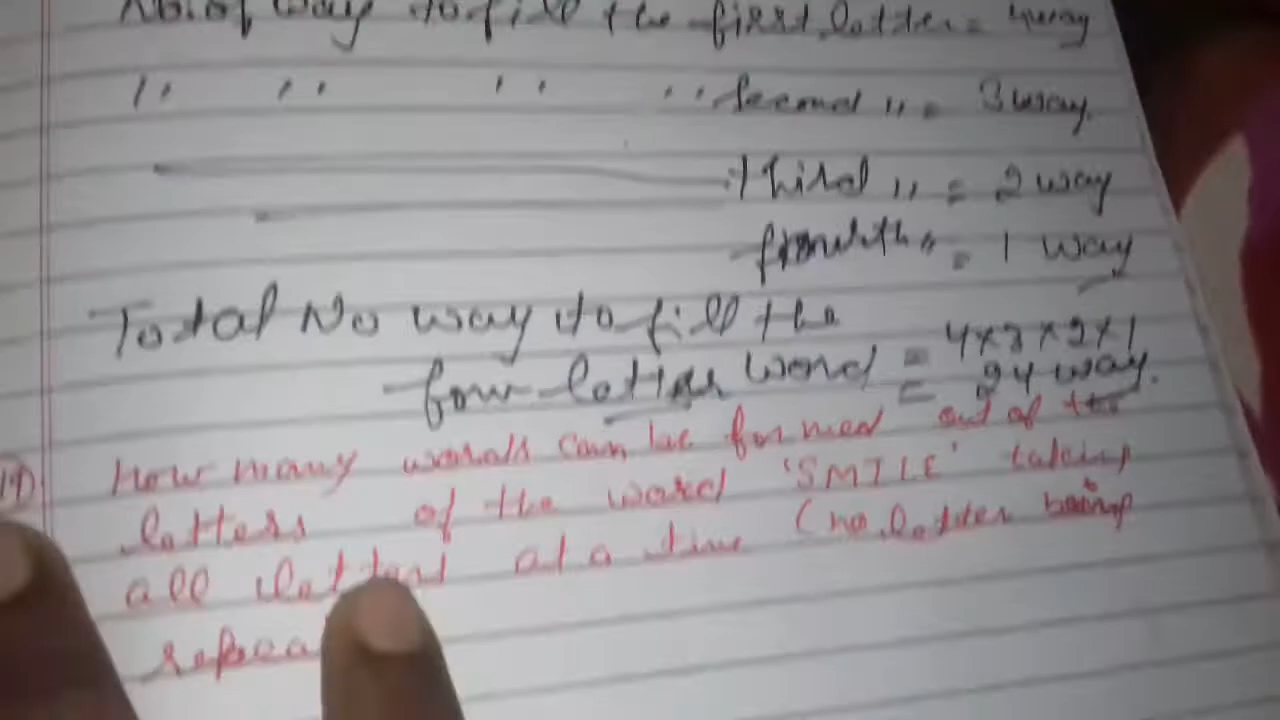 No. of way to fill the first letter = 4 way
" " " " Second " = 3 way.
third " = 2 way
fourth " = 1 way
Total No way to fill the
four letter word = 4×3×2×1
= 24 way.
How many words can be formed out of the
letters of the word 'SMILE' taking
all letters at a time (no letter being
repea